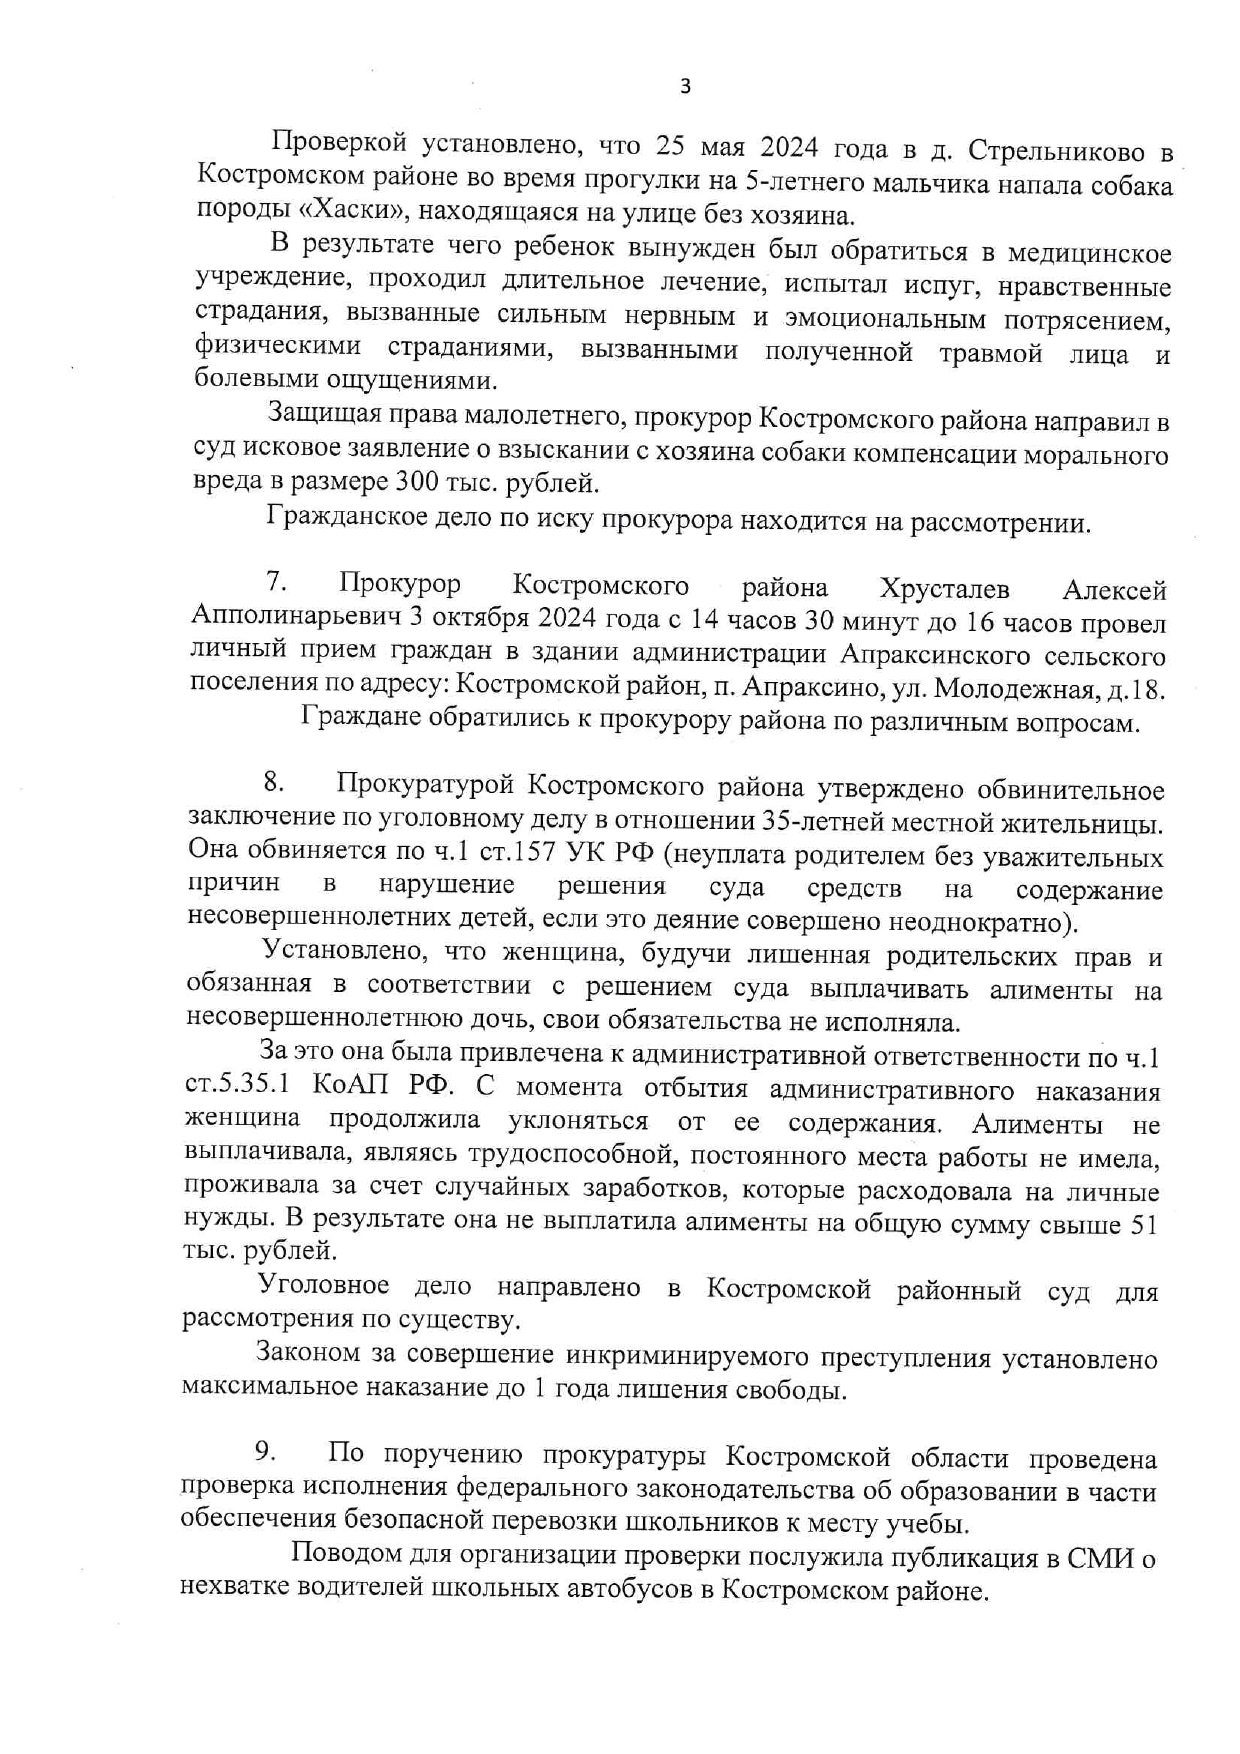 3
Проверкой установлено, что 25 мая 2024 года в д. Стрельниково в
Костромском районе во время прогулки на 5-летнего мальчика напала собака
породы «Хаски», находящаяся на улице без хозяина.
В результате чего ребенок вынужден был обратиться в медицинское
учреждение, проходил длительное лечение, испытал испуг, нравственные
страдания, вызванные сильным нервным и эмоциональным потрясением,
физическими страданиями, вызванными полученной травмой лица и
болевыми ощущениями.
Защищая права малолетнего, прокурор Костромского района направил в
суд исковое заявление о взыскании с хозяина собаки компенсации морального
вреда в размере 300 тыс. рублей.
Гражданское дело по иску прокурора находится на рассмотрении.
7. Прокурор Костромского района Хрусталев Алексей
Апполинарьевич 3 октября 2024 года с 14 часов 30 минут до 16 часов провел
личный прием граждан в здании администрации Апраксинского сельского
поселения по адресу: Костромской район, п. Апраксино, ул. Молодежная, д.18.
Граждане обратились к прокурору района по различным вопросам.
8. Прокуратурой Костромского района утверждено обвинительное
заключение по уголовному делу в отношении 35-летней местной жительницы.
Она обвиняется по ч.1 ст.157 УК РФ (неуплата родителем без уважительных
причин в нарушение решения суда средств на содержание
несовершеннолетних детей, если это деяние совершено неоднократно).
Установлено, что женщина, будучи лишенная родительских прав и
обязанная в соответствии с решением суда выплачивать алименты на
несовершеннолетнюю дочь, свои обязательства не исполняла.
За это она была привлечена к административной ответственности по ч.1
ст.5.35.1 КоАП РФ. С момента отбытия административного наказания
женщина продолжила уклоняться от ее содержания. Алименты не
выплачивала, являясь трудоспособной, постоянного места работы не имела,
проживала за счет случайных заработков, которые расходовала на личные
нужды. В результате она не выплатила алименты на общую сумму свыше 51
тыс. рублей.
Уголовное дело направлено в Костромской районный суд для
рассмотрения по существу.
Законом за совершение инкриминируемого преступления установлено
максимальное наказание до 1 года лишения свободы.
9. По поручению прокуратуры Костромской области проведена
проверка исполнения федерального законодательства об образовании в части
обеспечения безопасной перевозки школьников к месту учебы.
Поводом для организации проверки послужила публикация в СМИ о
нехватке водителей школьных автобусов в Костромском районе.